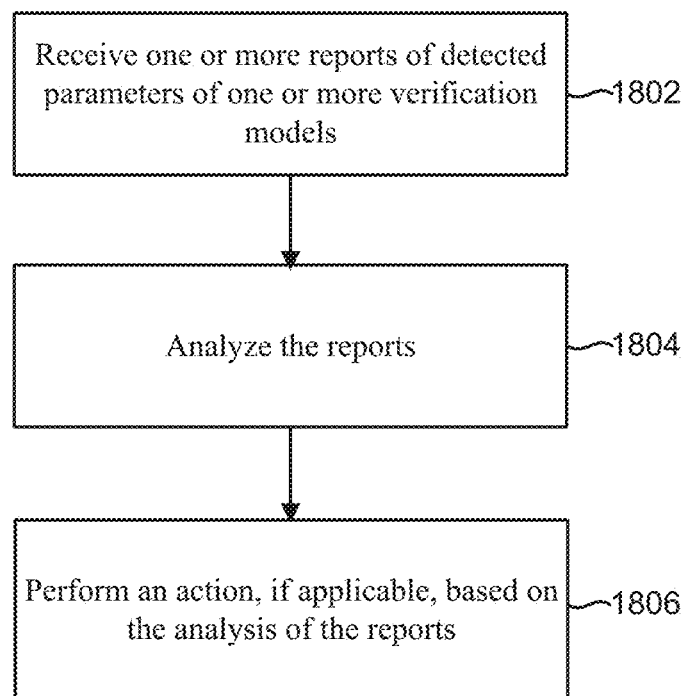 Receive one or more reports of detected
parameters of one or more verification
models
1802
Analyze the reports
1804
Perform an action, if applicable, based on
the analysis of the reports
1806